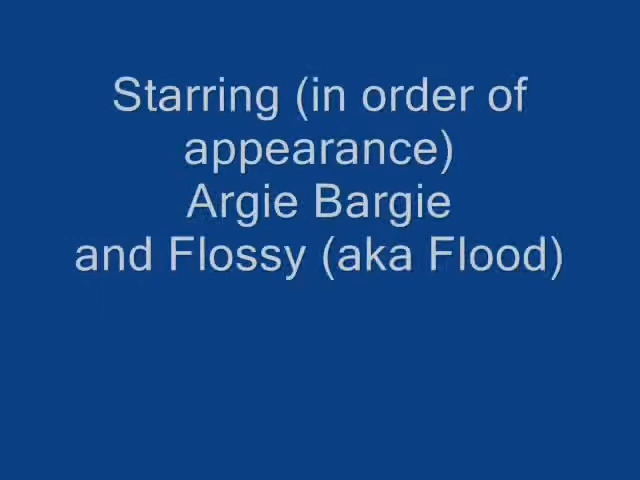 Starring (in order of
appearance)
Argie Bargie
and Flossy (aka Flood)